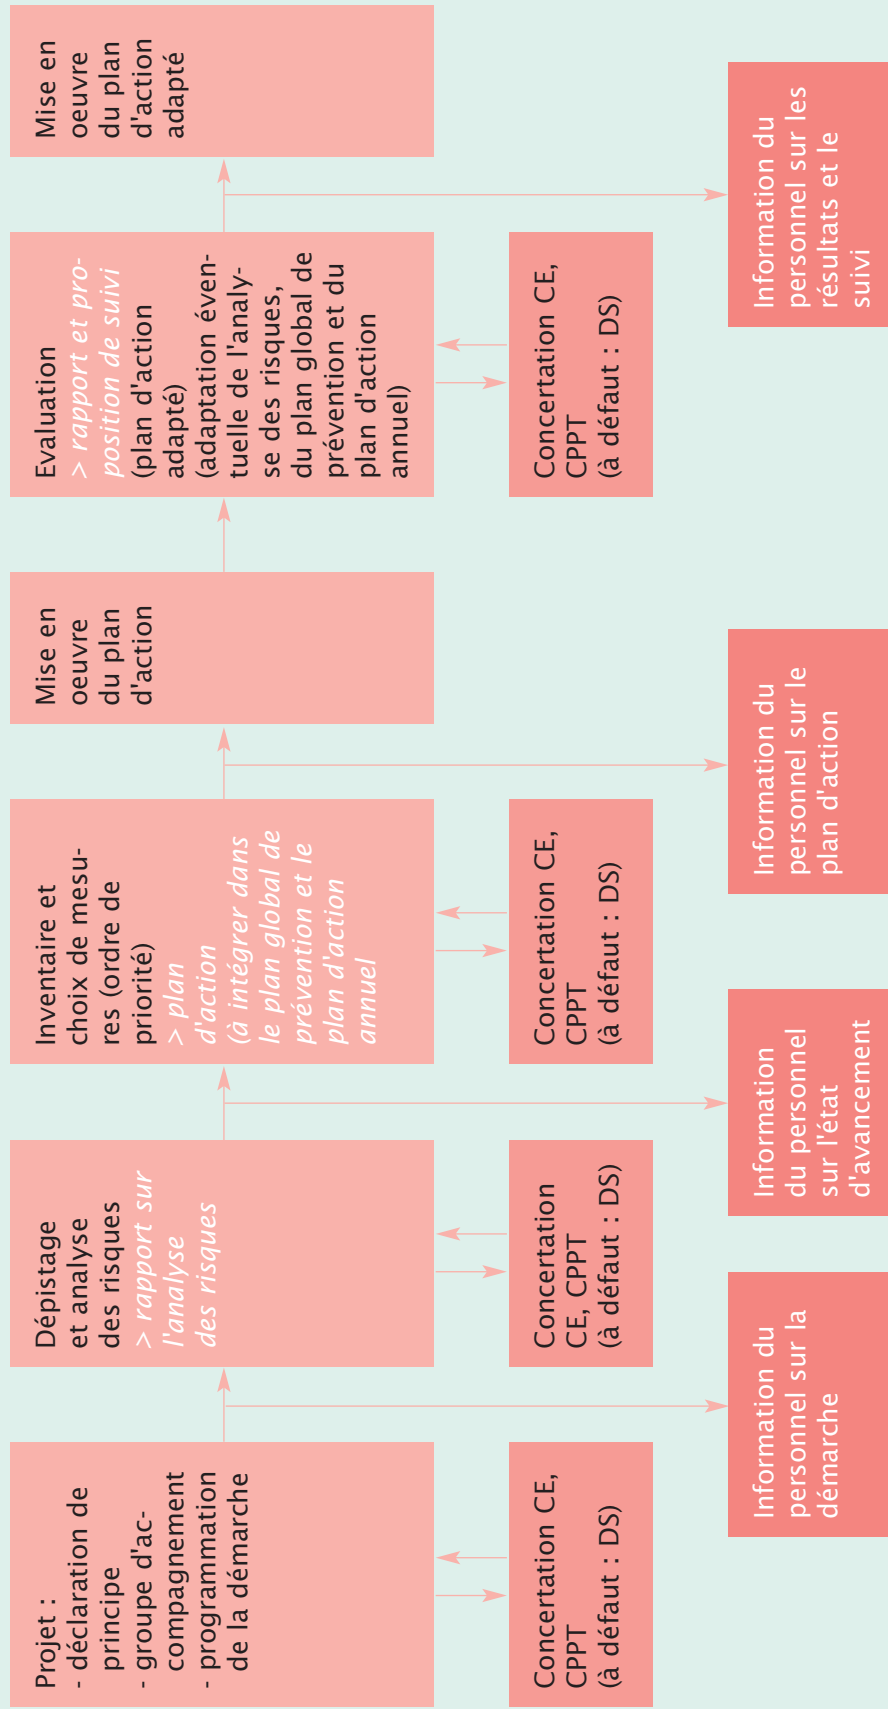 Projet :
- déclaration de
principe
- groupe d'ac-
compagnement
- programmation
de la démarche
Dépistage
et analyse
des risques
> rapport sur
l'analyse
des risques
Inventaire et
choix de mesu-
res (ordre de
priorité)
> plan
d'action
(à intégrer dans
le plan global de
prévention et le
plan d'action
annuel
Mise en
oeuvre
du plan
d'action
Evaluation
> rapport et pro-
position de suivi
(plan d'action
adapté)
(adaptation éven-
tuelle de l'analy-
se des risques,
du plan global de
prévention et du
plan d'action
annuel)
Mise en
oeuvre
du plan
d'action
adapté
Concertation CE,
CPPT
(à défaut : DS)
Concertation
CE, CPPT
(à défaut : DS)
Concertation CE,
CPPT
(à défaut : DS)
Concertation CE,
CPPT
(à défaut : DS)
Information du
personnel sur la
démarche
Information
du personnel
sur l'état
d'avancement
Information du
personnel sur le
plan d'action
Information du
personnel sur les
résultats et le
suivi